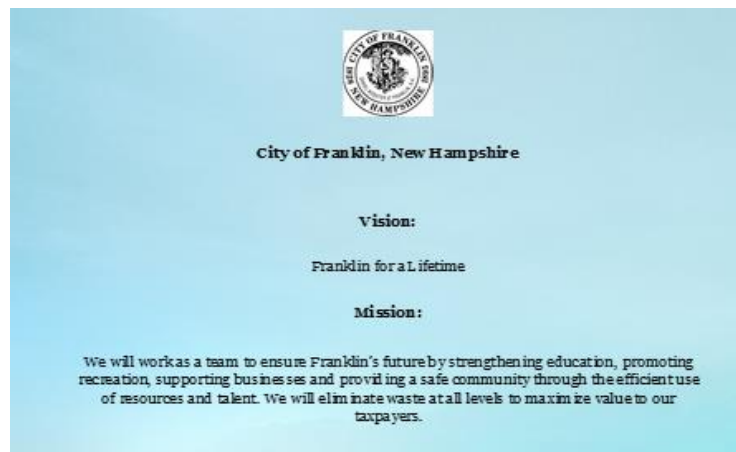 CITY OF FRANKLIN
NEW HAMPSHIRE
City of Franklin, New Hampshire
Vision:
Franklin for a Lifetime
Mission:
We will work as a team to ensure Franklin's future by strengthening education, promoting
recreation, supporting businesses and providing a safe community through the efficient use
of resources and talent. We will eliminate waste at all levels to maximize value to our
taxpayers.